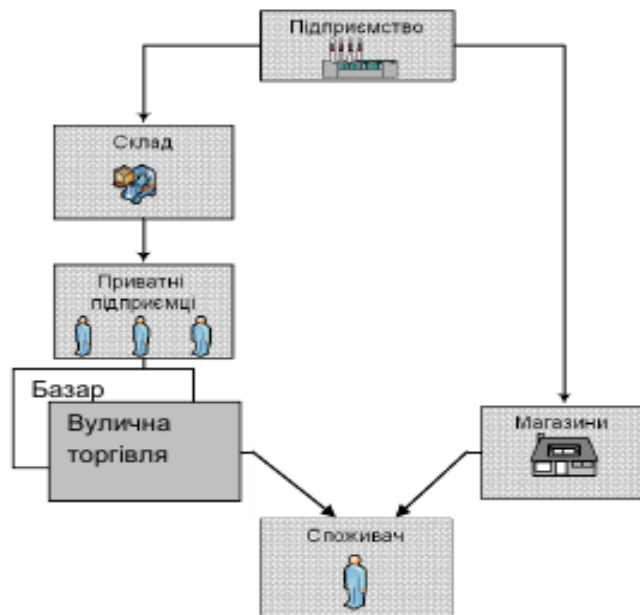 Підприємство
Склад
Приватні
підприємці
Базар
Вулична
торгівля
Магазини
Споживач